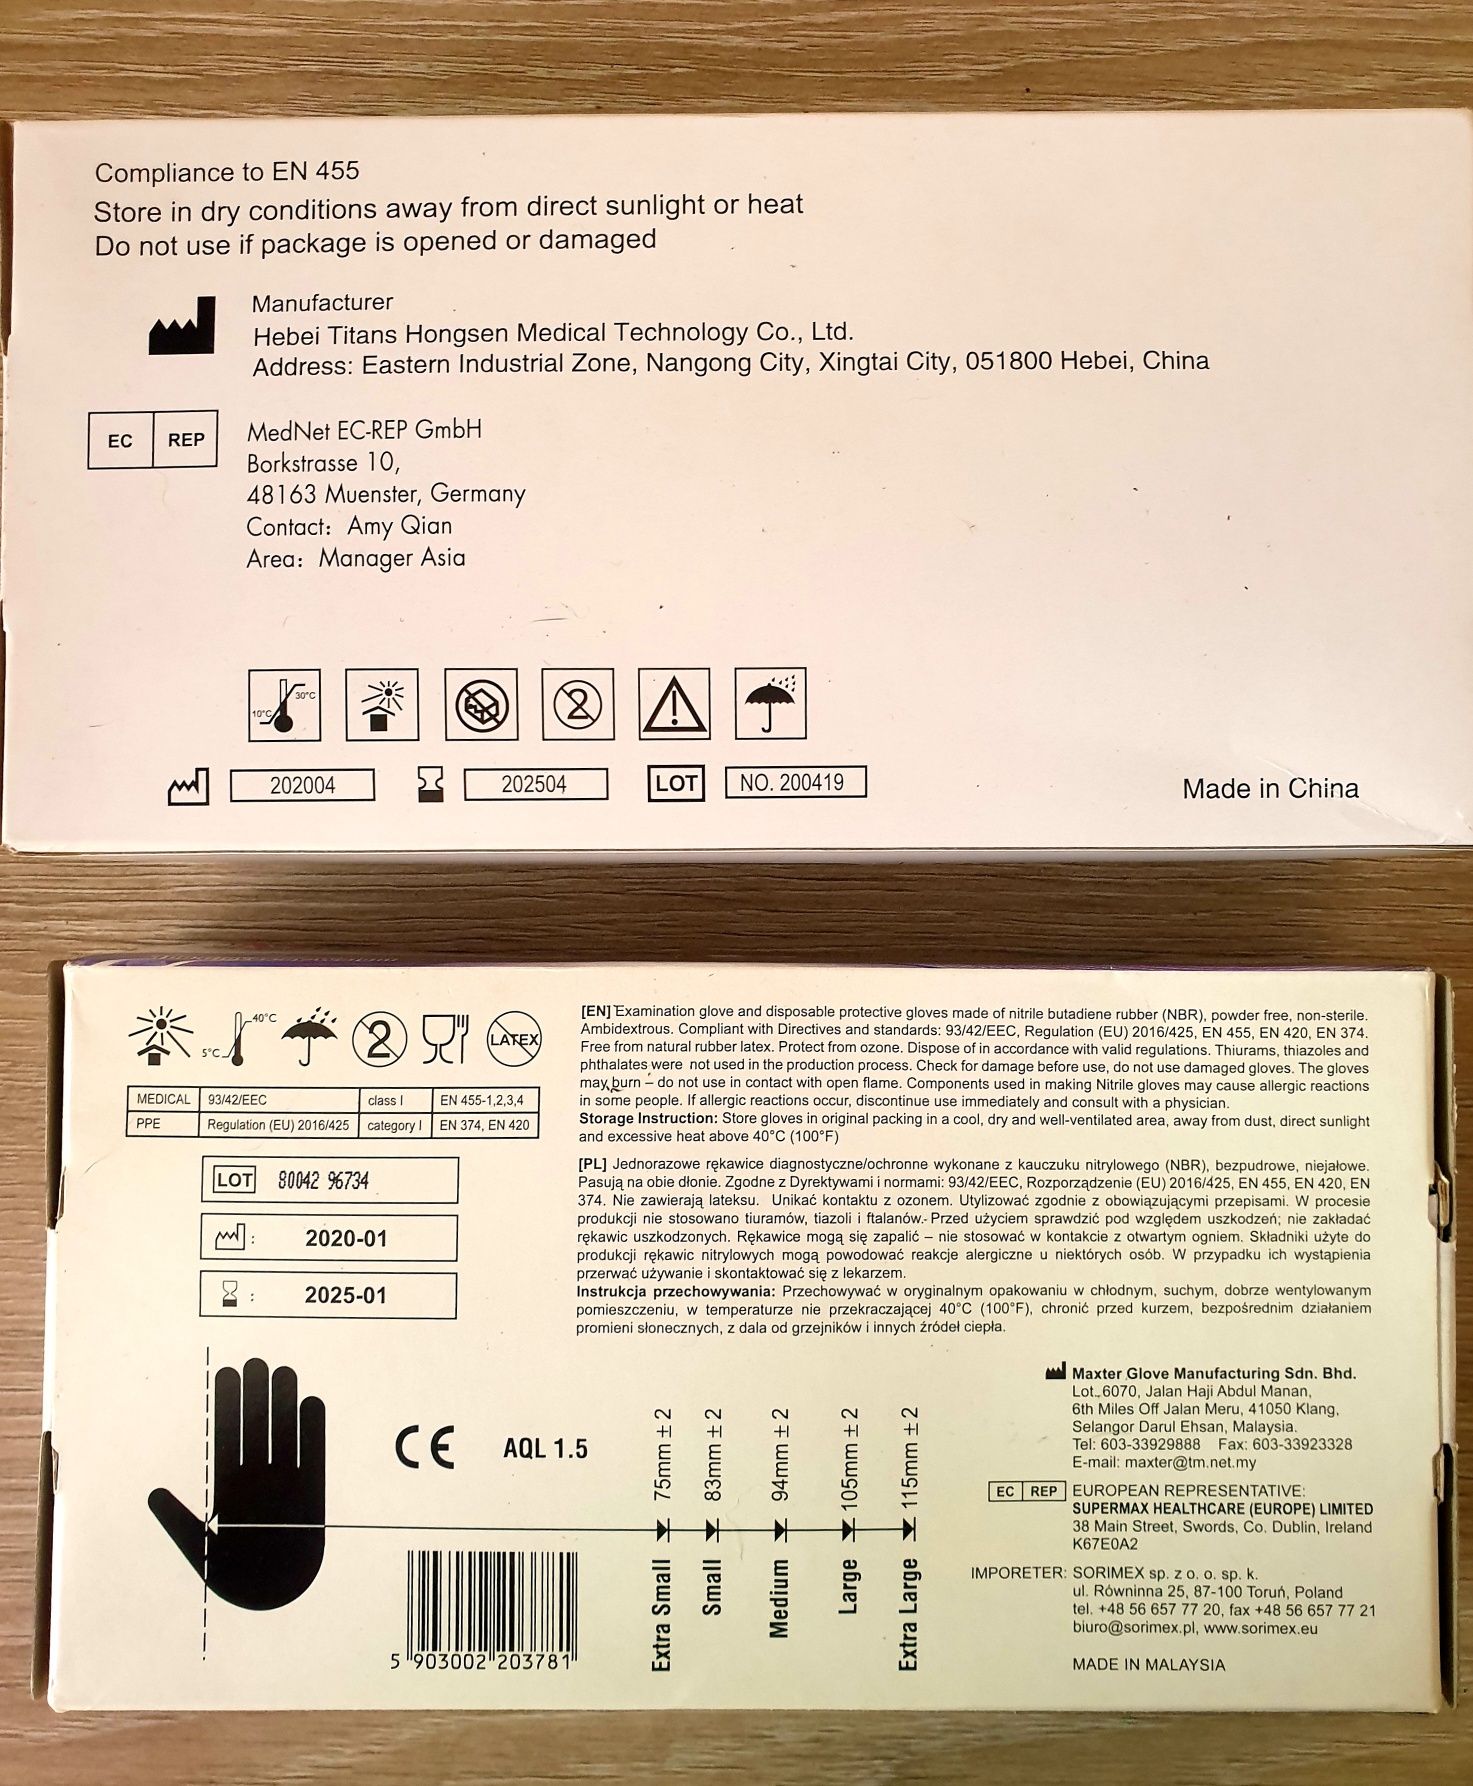 Compliance to EN 455
Store in dry conditions away from direct sunlight or heat
Do not use if package is opened or damaged
Manufacturer
Hebei Titans Hongsen Medical Technology Co., Ltd.
Address: Eastern Industrial Zone, Nangong City, Xingtai City, 051800 Hebei, China
EC REP
MedNet EC-REP GmbH
Borkstrasse 10,
48163 Muenster, Germany
Contact: Amy Qian
Area: Manager Asia
10°C 30°C
2
202004
202504
LOT NO. 200419
Made in China
5°C 40°C
2
LATEX
MEDICAL 93/42/EEC class I EN 455-1,2,3,4
PPE Regulation (EU) 2016/425 category I EN 374, EN 420
LOT 80042 96734
: 2020-01
: 2025-01
[EN] Examination glove and disposable protective gloves made of nitrile butadiene rubber (NBR), powder free, non-sterile.
Ambidextrous. Compliant with Directives and standards: 93/42/EEC, Regulation (EU) 2016/425, EN 455, EN 420, EN 374.
Free from natural rubber latex. Protect from ozone. Dispose of in accordance with valid regulations. Thiurams, thiazoles and
phthalates were not used in the production process. Check for damage before use, do not use damaged gloves. The gloves
may burn – do not use in contact with open flame. Components used in making Nitrile gloves may cause allergic reactions
in some people. If allergic reactions occur, discontinue use immediately and consult with a physician.
Storage Instruction: Store gloves in original packing in a cool, dry and well-ventilated area, away from dust, direct sunlight
and excessive heat above 40°C (100°F)
[PL] Jednorazowe rękawice diagnostyczne/ochronne wykonane z kauczuku nitrylowego (NBR), bezpudrowe, niejałowe.
Pasują na obie dłonie. Zgodne z Dyrektywami i normami: 93/42/EEC, Rozporządzenie (EU) 2016/425, EN 455, EN 420, EN
374. Nie zawierają lateksu. Unikać kontaktu z ozonem. Utylizować zgodnie z obowiązującymi przepisami. W procesie
produkcji nie stosowano tiuramów, tiazoli i ftalanów. Przed użyciem sprawdzić pod względem uszkodzeń; nie zakładać
rękawic uszkodzonych. Rękawice mogą się zapalić – nie stosować w kontakcie z otwartym ogniem. Składniki użyte do
produkcji rękawic nitrylowych mogą powodować reakcje alergiczne u niektórych osób. W przypadku ich wystąpienia
przerwać używanie i skontaktować się z lekarzem.
Instrukcja przechowywania: Przechowywać w oryginalnym opakowaniu w chłodnym, suchym, dobrze wentylowanym
pomieszczeniu, w temperaturze nie przekraczającej 40°C (100°F), chronić przed kurzem, bezpośrednim działaniem
promieni słonecznych, z dala od grzejników i innych źródeł ciepła.
CE AQL 1.5
75mm ± 2
83mm ± 2
94mm ± 2
105mm ± 2
115mm ± 2
Extra Small
Small
Medium
Large
Extra Large
5 903002 203781
Maxter Glove Manufacturing Sdn. Bhd.
Lot. 6070, Jalan Haji Abdul Manan,
6th Miles Off Jalan Meru, 41050 Klang,
Selangor Darul Ehsan, Malaysia.
Tel: 603-33929888 Fax: 603-33923328
E-mail: maxter@tm.net.my
EC REP EUROPEAN REPRESENTATIVE:
SUPERMAX HEALTHCARE (EUROPE) LIMITED
38 Main Street, Swords, Co. Dublin, Ireland
K67E0A2
IMPORETER: SORIMEX sp. z o. o. sp. k.
ul. Równinna 25, 87-100 Toruń, Poland
tel. +48 56 657 77 20, fax +48 56 657 77 21
biuro@sorimex.pl, www.sorimex.eu
MADE IN MALAYSIA